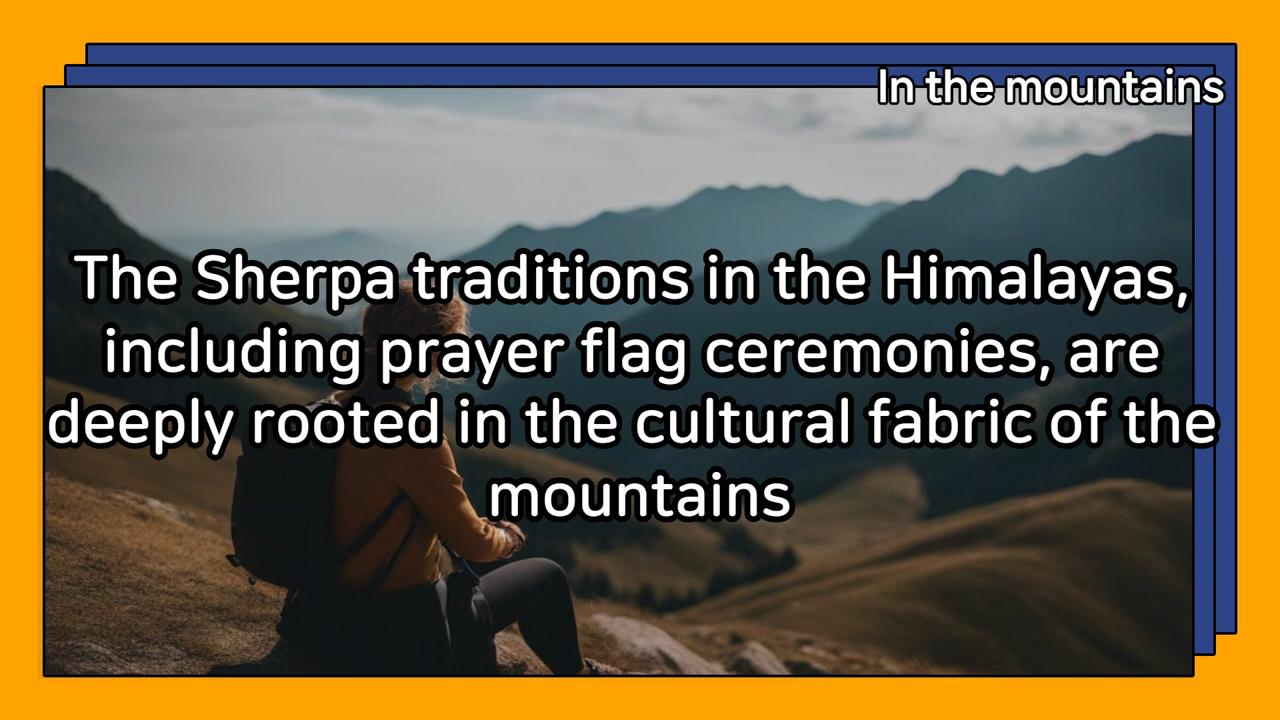 In the mountains
The Sherpa traditions in the Himalayas,
including prayer flag ceremonies, are
deeply rooted in the cultural fabric of the
mountains